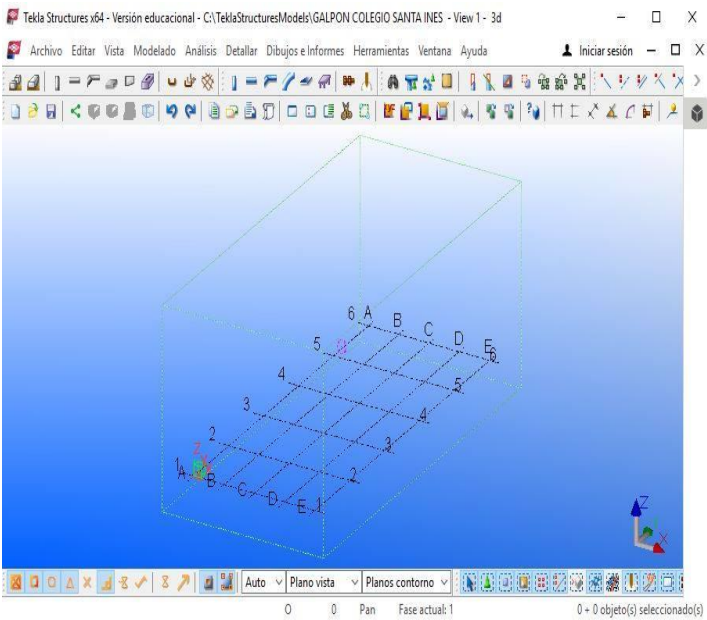 Tekla Structures x64 - Versión educacional - C:\TeklaStructuresModels\GALPON COLEGIO SANTA INES - View 1 - 3d
Archivo Editar Vista Modelado Análisis Detallar Dibujos e Informes Herramientas Ventana Ayuda Iniciar sesión
6 A B C D E 6
5 5
4 4
3 3
2 2
Z
1 A B C D E 1
Z
X
Auto Plano vista Planos contorno
O 0 Pan Fase actual: 1 0 + 0 objeto(s) seleccionado(s)